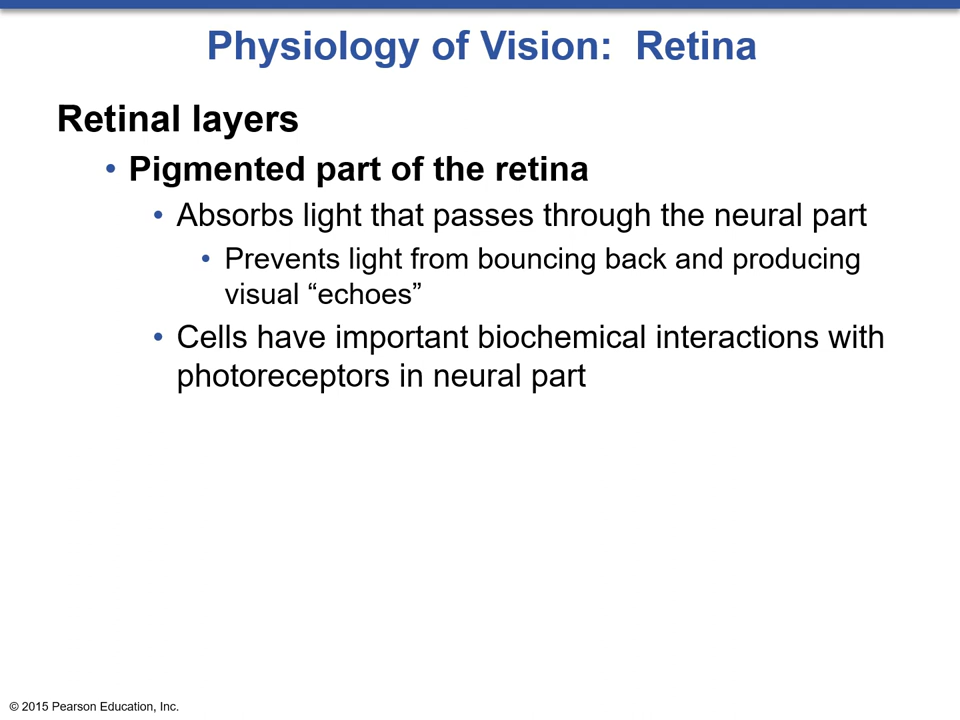 Physiology of Vision:  Retina
Retinal layers
• Pigmented part of the retina
• Absorbs light that passes through the neural part
• Prevents light from bouncing back and producing
visual “echoes”
• Cells have important biochemical interactions with
photoreceptors in neural part
© 2015 Pearson Education, Inc.